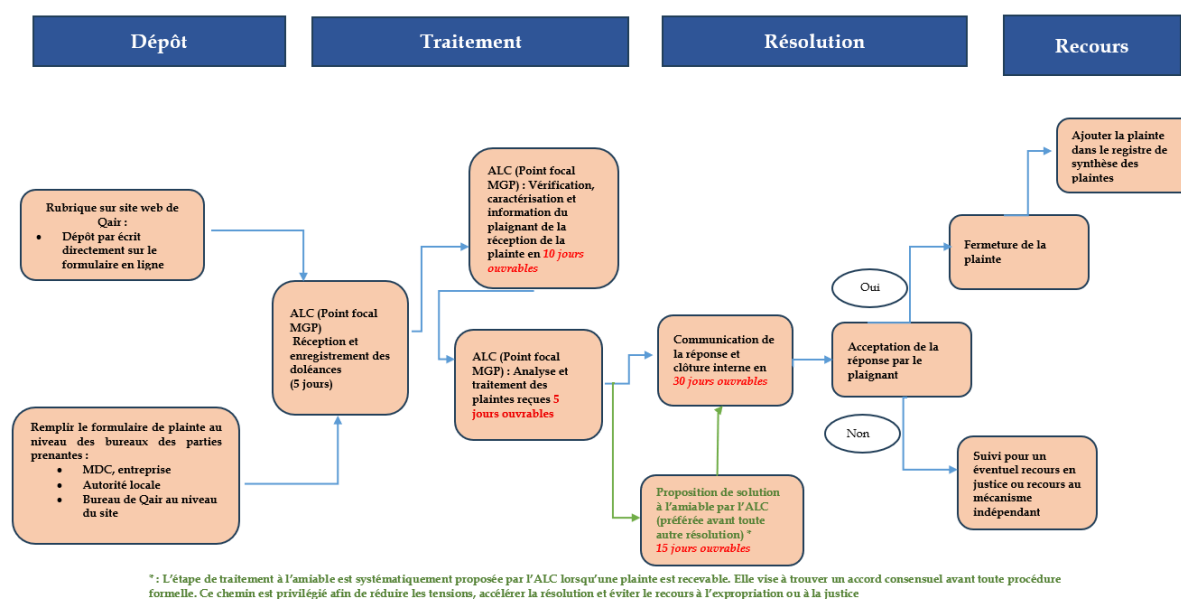 Dépôt
Traitement
Résolution
Recours
Rubrique sur site web de
Qair :
• Dépôt par écrit
directement sur le
formulaire en ligne
Remplir le formulaire de plainte au
niveau des bureaux des parties
prenantes :
• MDC, entreprise
• Autorité locale
• Bureau de Qair au niveau
du site
ALC (Point focal
MGP)
Réception et
enregistrement des
doléances
(5 jours)
ALC (Point focal
MGP) : Vérification,
caractérisation et
information du
plaignant de la
réception de la
plainte en 10 jours
ouvrables
ALC (Point focal
MGP) : Analyse et
traitement des
plaintes reçues 5
jours ouvrables
Communication de
la réponse et
clôture interne en
30 jours ouvrables
Proposition de solution
à l’amiable par l’ALC
(préférée avant toute
autre résolution) *
15 jours ouvrables
Acceptation de la
réponse par le
plaignant
Oui
Non
Fermeture de la
plainte
Ajouter la plainte
dans le registre de
synthèse des
plaintes
Suivi pour un
éventuel recours en
justice ou recours au
mécanisme
indépendant
* : L’étape de traitement à l’amiable est systématiquement proposée par l’ALC lorsqu’une plainte est recevable. Elle vise à trouver un accord consensuel avant toute procédure
formelle. Ce chemin est privilégié afin de réduire les tensions, accélérer la résolution et éviter le recours à l’expropriation ou à la justice